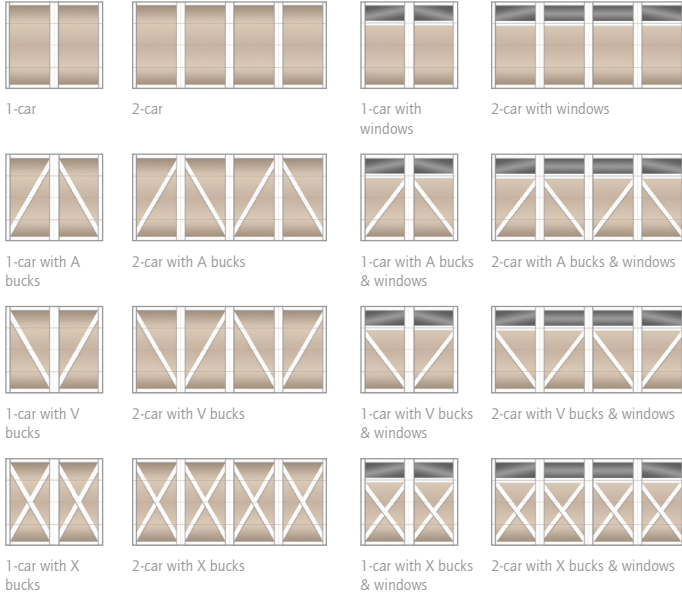 1-car
2-car
1-car with
windows
2-car with windows
1-car with A
bucks
2-car with A bucks
1-car with A bucks
& windows
2-car with A bucks & windows
1-car with V
bucks
2-car with V bucks
1-car with V bucks
& windows
2-car with V bucks & windows
1-car with X
bucks
2-car with X bucks
1-car with X bucks
& windows
2-car with X bucks & windows